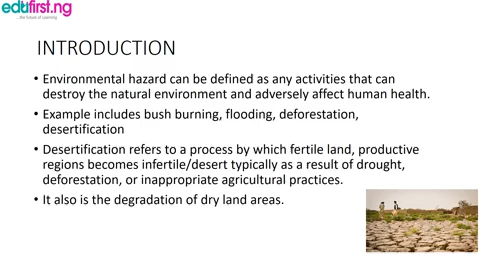 edufirst.ng
...the future of Learning
INTRODUCTION
• Environmental hazard can be defined as any activities that can
destroy the natural environment and adversely affect human health.
• Example includes bush burning, flooding, deforestation,
desertification
• Desertification refers to a process by which fertile land, productive
regions becomes infertile/desert typically as a result of drought,
deforestation, or inappropriate agricultural practices.
• It also is the degradation of dry land areas.